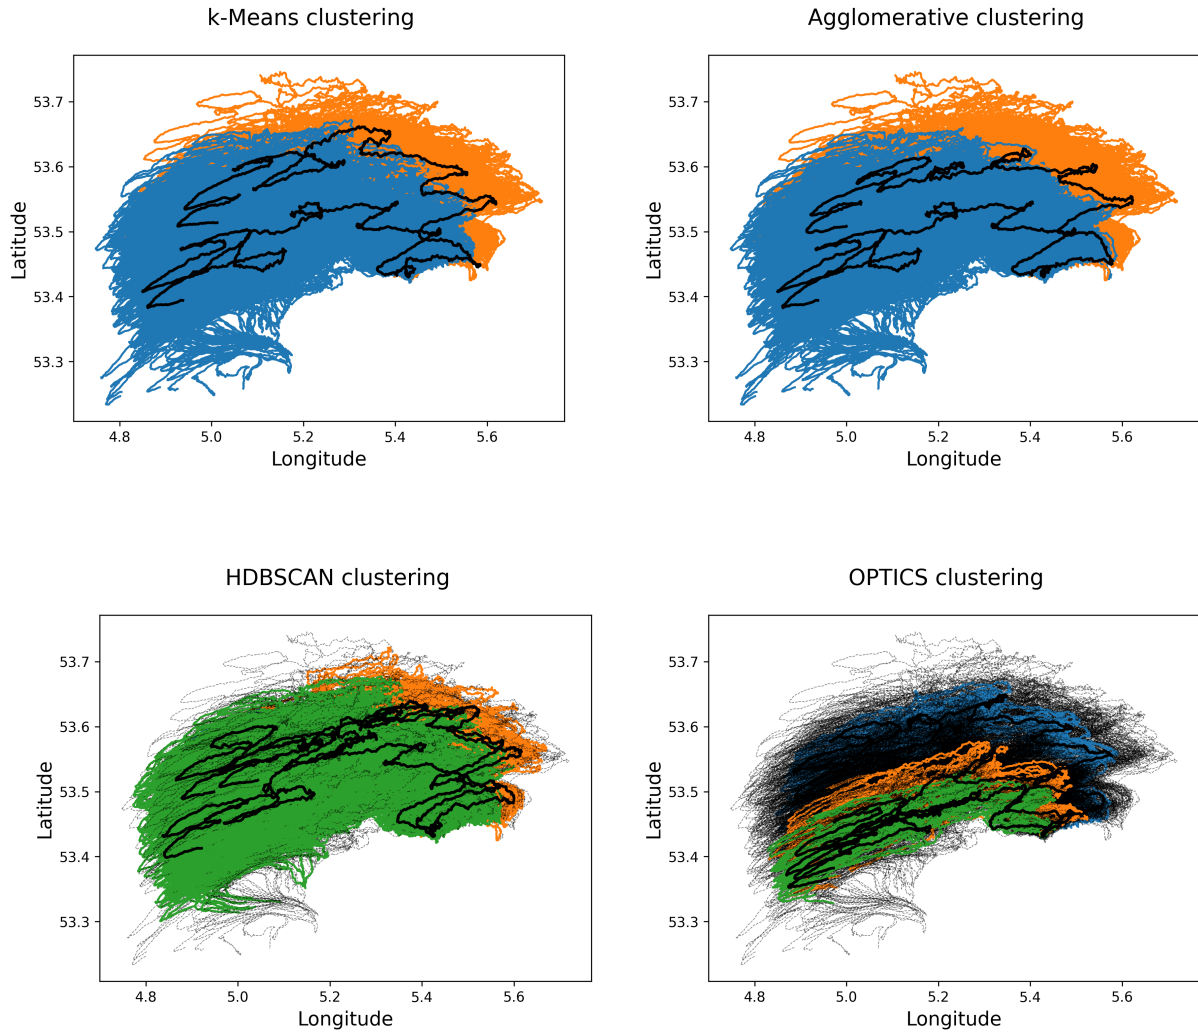 k-Means clustering
Agglomerative clustering
53.7
53.6
53.5
53.4
53.3
Latitude
4.8 5.0 5.2 5.4 5.6
Longitude
53.7
53.6
53.5
53.4
53.3
Latitude
4.8 5.0 5.2 5.4 5.6
Longitude
HDBSCAN clustering
OPTICS clustering
53.7
53.6
53.5
53.4
53.3
Latitude
4.8 5.0 5.2 5.4 5.6
Longitude
53.7
53.6
53.5
53.4
53.3
Latitude
4.8 5.0 5.2 5.4 5.6
Longitude